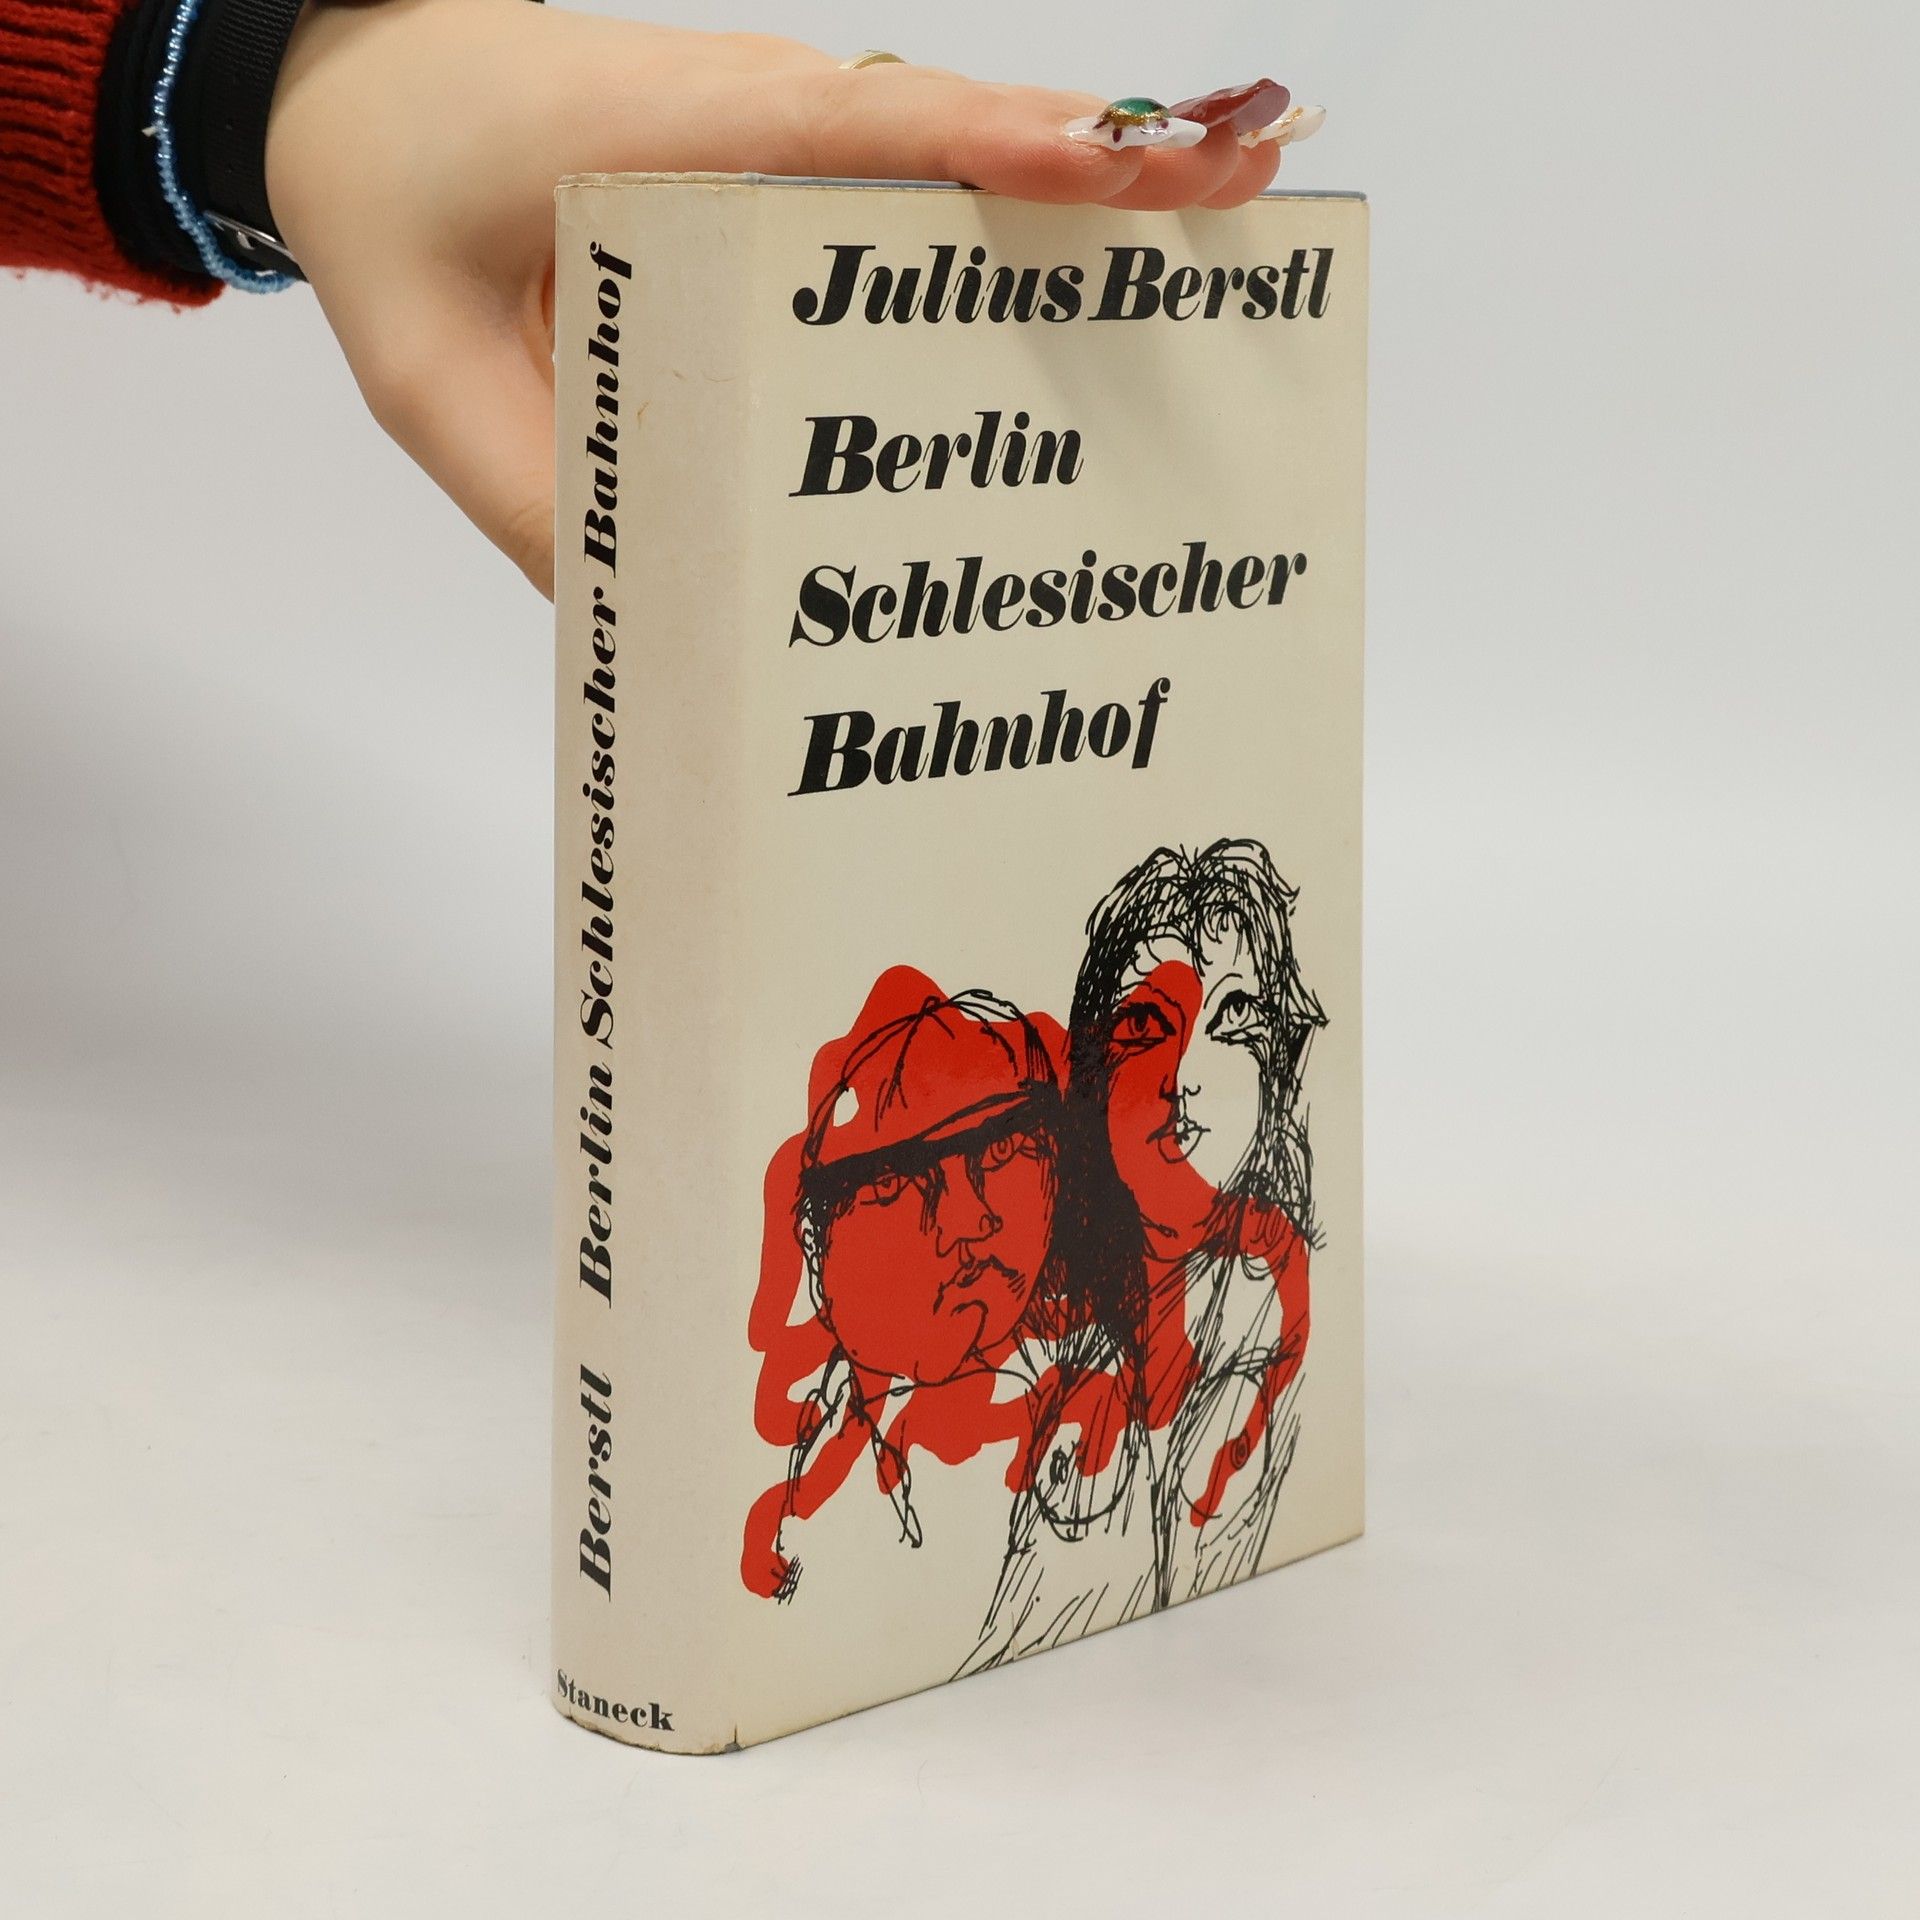 Julius Berstl
Berlin
Schlesischer
Bahnhof
Berstl Berlin Schlesischer Bahnhof
Staneck